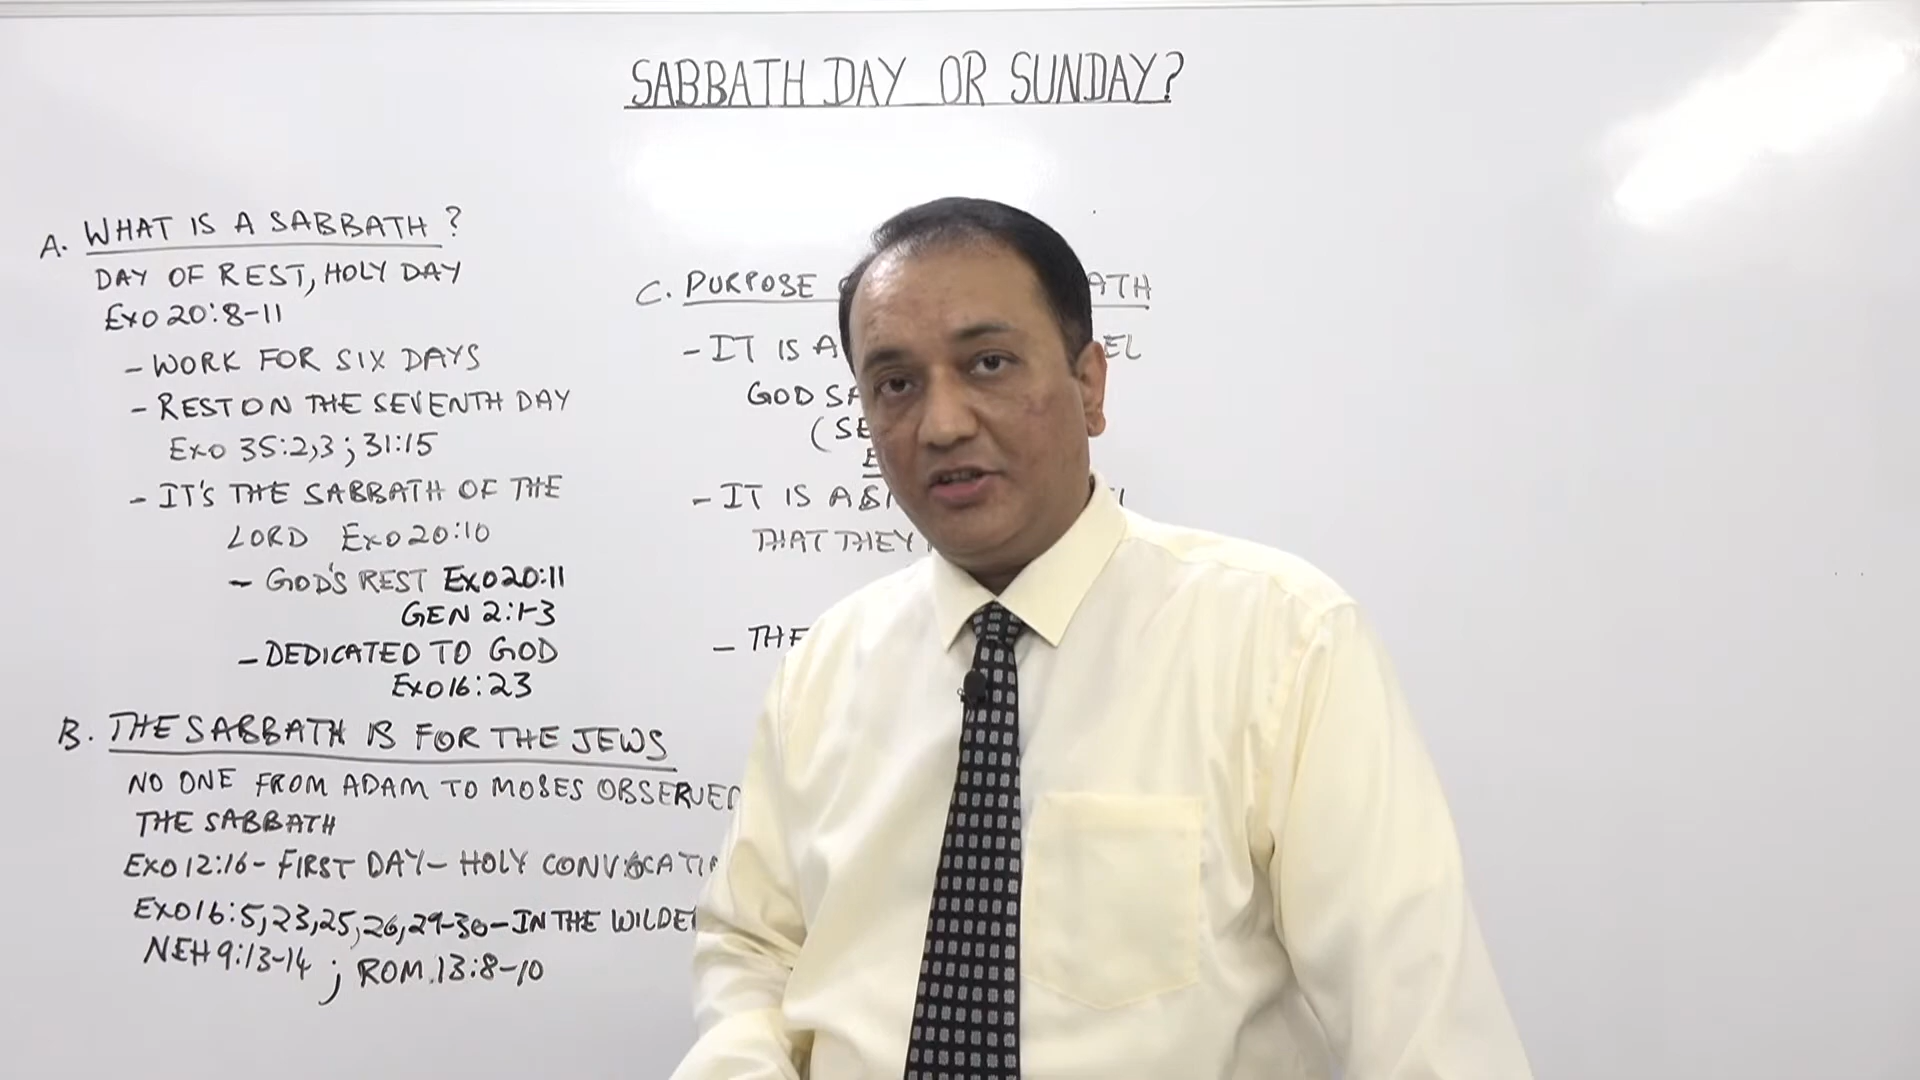 SABBATH DAY OR SUNDAY?
A. WHAT IS A SABBATH?
DAY OF REST, HOLY DAY
EXO 20:8-11
- WORK FOR SIX DAYS
- REST ON THE SEVENTH DAY
EXO 35:2,3; 31:15
- IT'S THE SABBATH OF THE
LORD EXO 20:10
- GOD'S REST EXO 20:11
GEN 2:1-3
- DEDICATED TO GOD
EXO 16:23
B. THE SABBATH IS FOR THE JEWS
NO ONE FROM ADAM TO MOSES OBSERVED
THE SABBATH
EXO 12:16 - FIRST DAY - HOLY
EXO 16:5,23,25,26,29-30 - IN THE
NEH 9:13-14 ; ROM.13:8-10
C. PURPOSE
- IT IS A
GOD
- IT IS A
THAT THEY